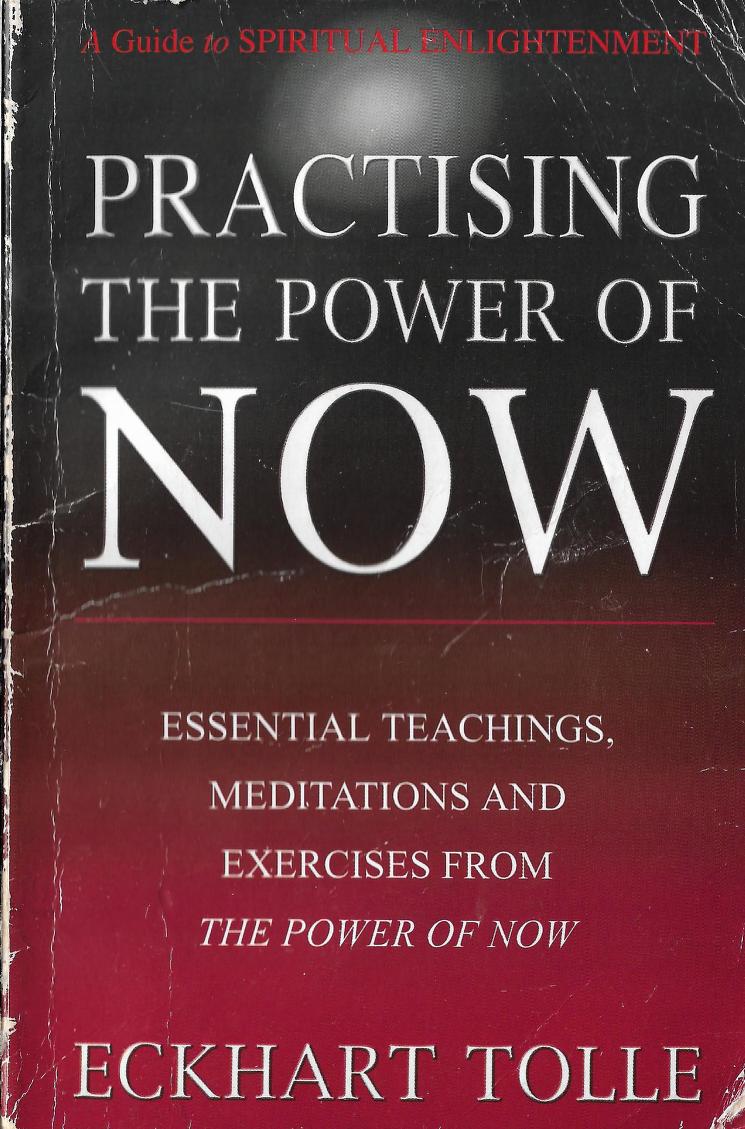 A Guide to SPIRITUAL ENLIGHTENMENT
PRACTISING
THE POWER OF
NOW
ESSENTIAL TEACHINGS,
MEDITATIONS AND
EXERCISES FROM
THE POWER OF NOW
ECKHART TOLLE